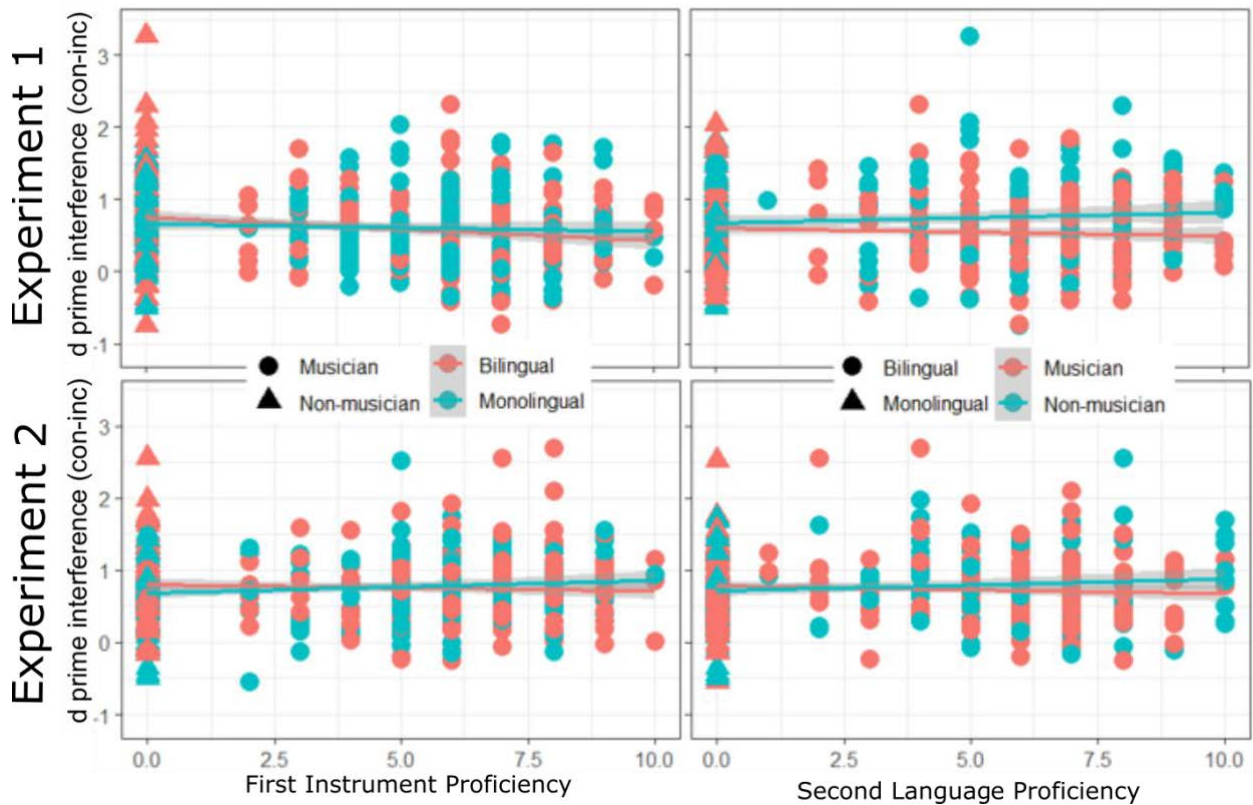 Experiment 1
d prime interference (con-inc)
3
2
1
0
-1
Musician
Non-musician
Bilingual
Monolingual
Bilingual
Monolingual
Musician
Non-musician
Experiment 2
d prime interference (con-inc)
3
2
1
0
-1
0.0 2.5 5.0 7.5 10.0
First Instrument Proficiency
0.0 2.5 5.0 7.5 10.0
Second Language Proficiency